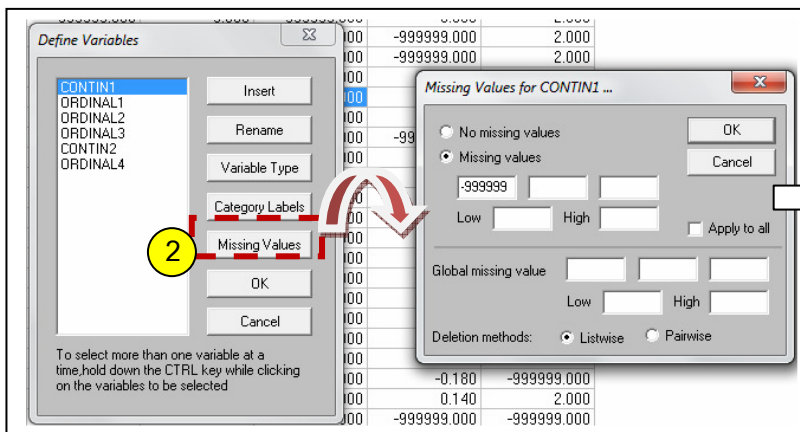 -999999.000 2.000
-999999.000 2.000
Define Variables
CONTIN1
ORDINAL1
ORDINAL2
ORDINAL3
CONTIN2
ORDINAL4
Insert
Rename
Variable Type
Category Labels
Missing Values
OK
Cancel
2
To select more than one variable at a
time,hold down the CTRL key while clicking
on the variables to be selected
Missing Values for CONTIN1 ...
No missing values
Missing values
-999999
Low High
OK
Cancel
Apply to all
Global missing value
Low High
Deletion methods: Listwise Pairwise
-0.180 -999999.000
0.140 2.000
-999999.000 -999999.000